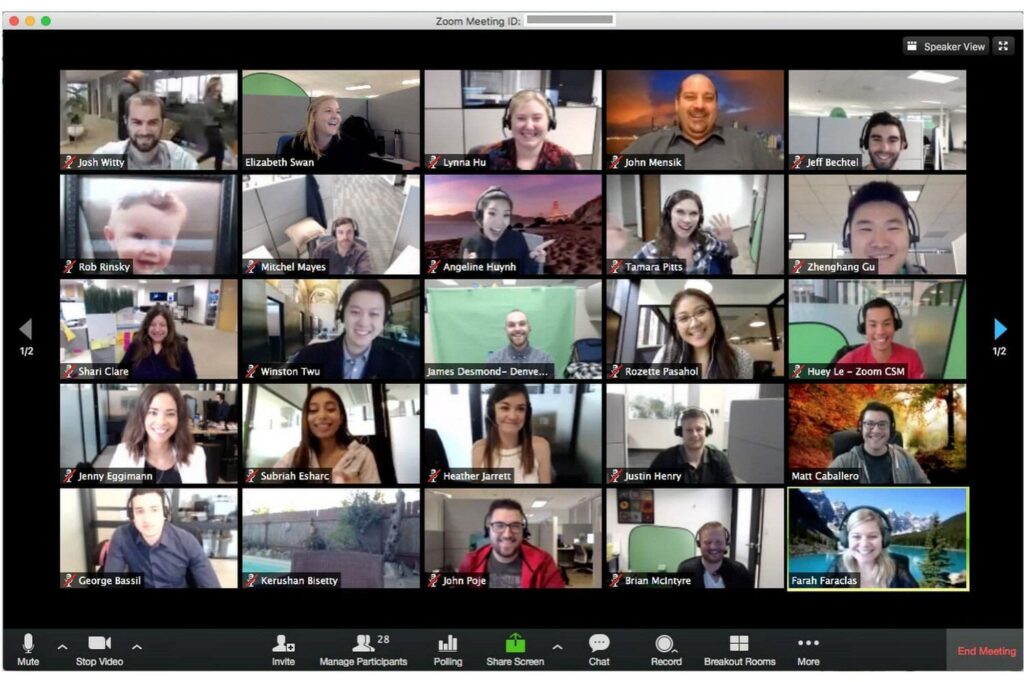 Zoom Meeting ID:
Speaker View
Josh Witty
Elizabeth Swan
Lynna Hu
John Mensik
Jeff Bechtel
Rob Rinsky
Mitchel Mayes
Angeline Huynh
Tamara Pitts
Zhenghang Gu
1/2
1/2
Shari Clare
Winston Twu
James Desmond- Denve...
Rozette Pasahol
Huey Le - Zoom CSM
Jenny Eggimann
Subriah Esharc
Heather Jarrett
Justin Henry
Matt Caballero
George Bassil
Kerushan Bisetty
John Poje
Brian McIntyre
Farah Faraclas
28
Mute
Stop Video
Invite
Manage Participants
Polling
Share Screen
Chat
Record
Breakout Rooms
More
End Meeting